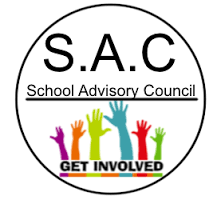 S.A.C
School Advisory Council
GET INVOLVED